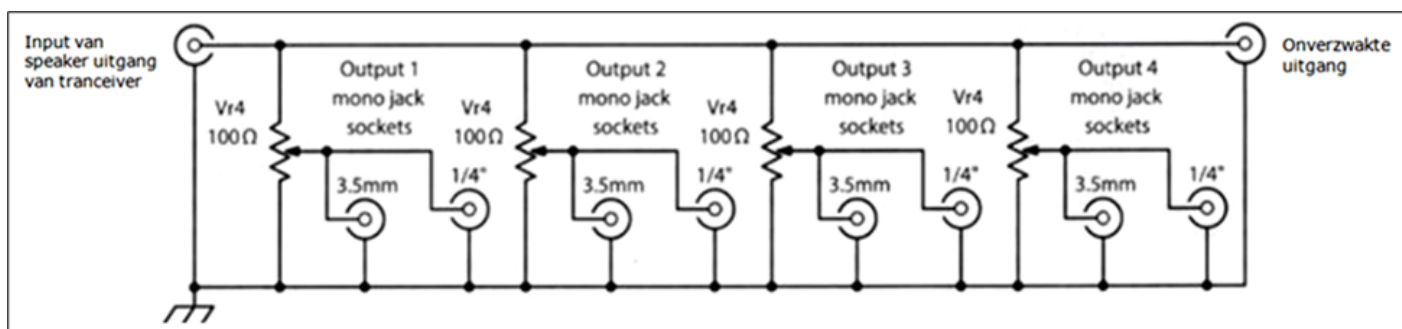 Input van
speaker uitgang
van tranceiver
Vr4
100Ω
Output 1
mono jack
sockets
3.5mm
1/4"
Vr4
100Ω
Output 2
mono jack
sockets
3.5mm
1/4"
Vr4
100Ω
Output 3
mono jack
sockets
3.5mm
1/4"
Vr4
100Ω
Output 4
mono jack
sockets
3.5mm
1/4"
Onverzwakte
uitgang